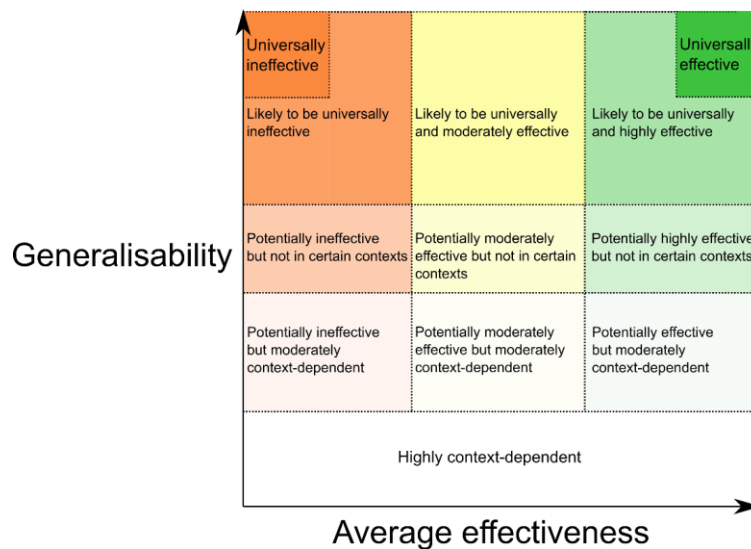 Universally
ineffective
Universall
effective
Likely to be universally
ineffective
Likely to be universally
and moderately effective
Likely to be universally
and highly effective
Generalisability
Potentially ineffective
but not in certain contexts
Potentially moderately
effective but not in certain
contexts
Potentially highly effective
but not in certain contexts
Potentially ineffective
but moderately
context-dependent
Potentially moderately
effective but moderately
context-dependent
Potentially effective
but moderately
context-dependent
Highly context-dependent
Average effectiveness